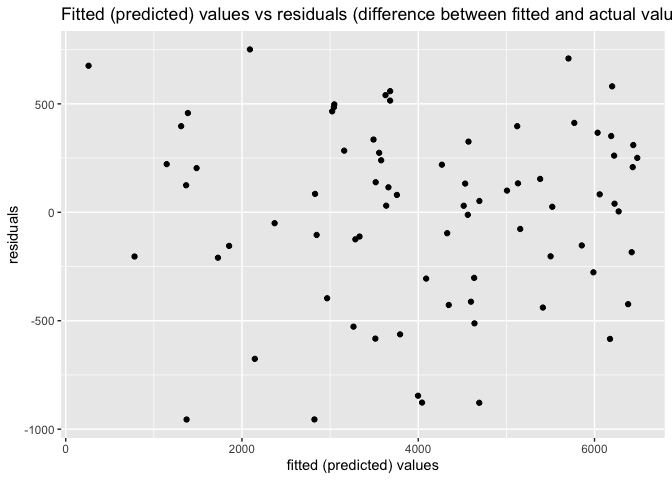 Fitted (predicted) values vs residuals (difference between fitted and actual valu
500
0
-500
-1000
residuals
0 2000 4000 6000
fitted (predicted) values